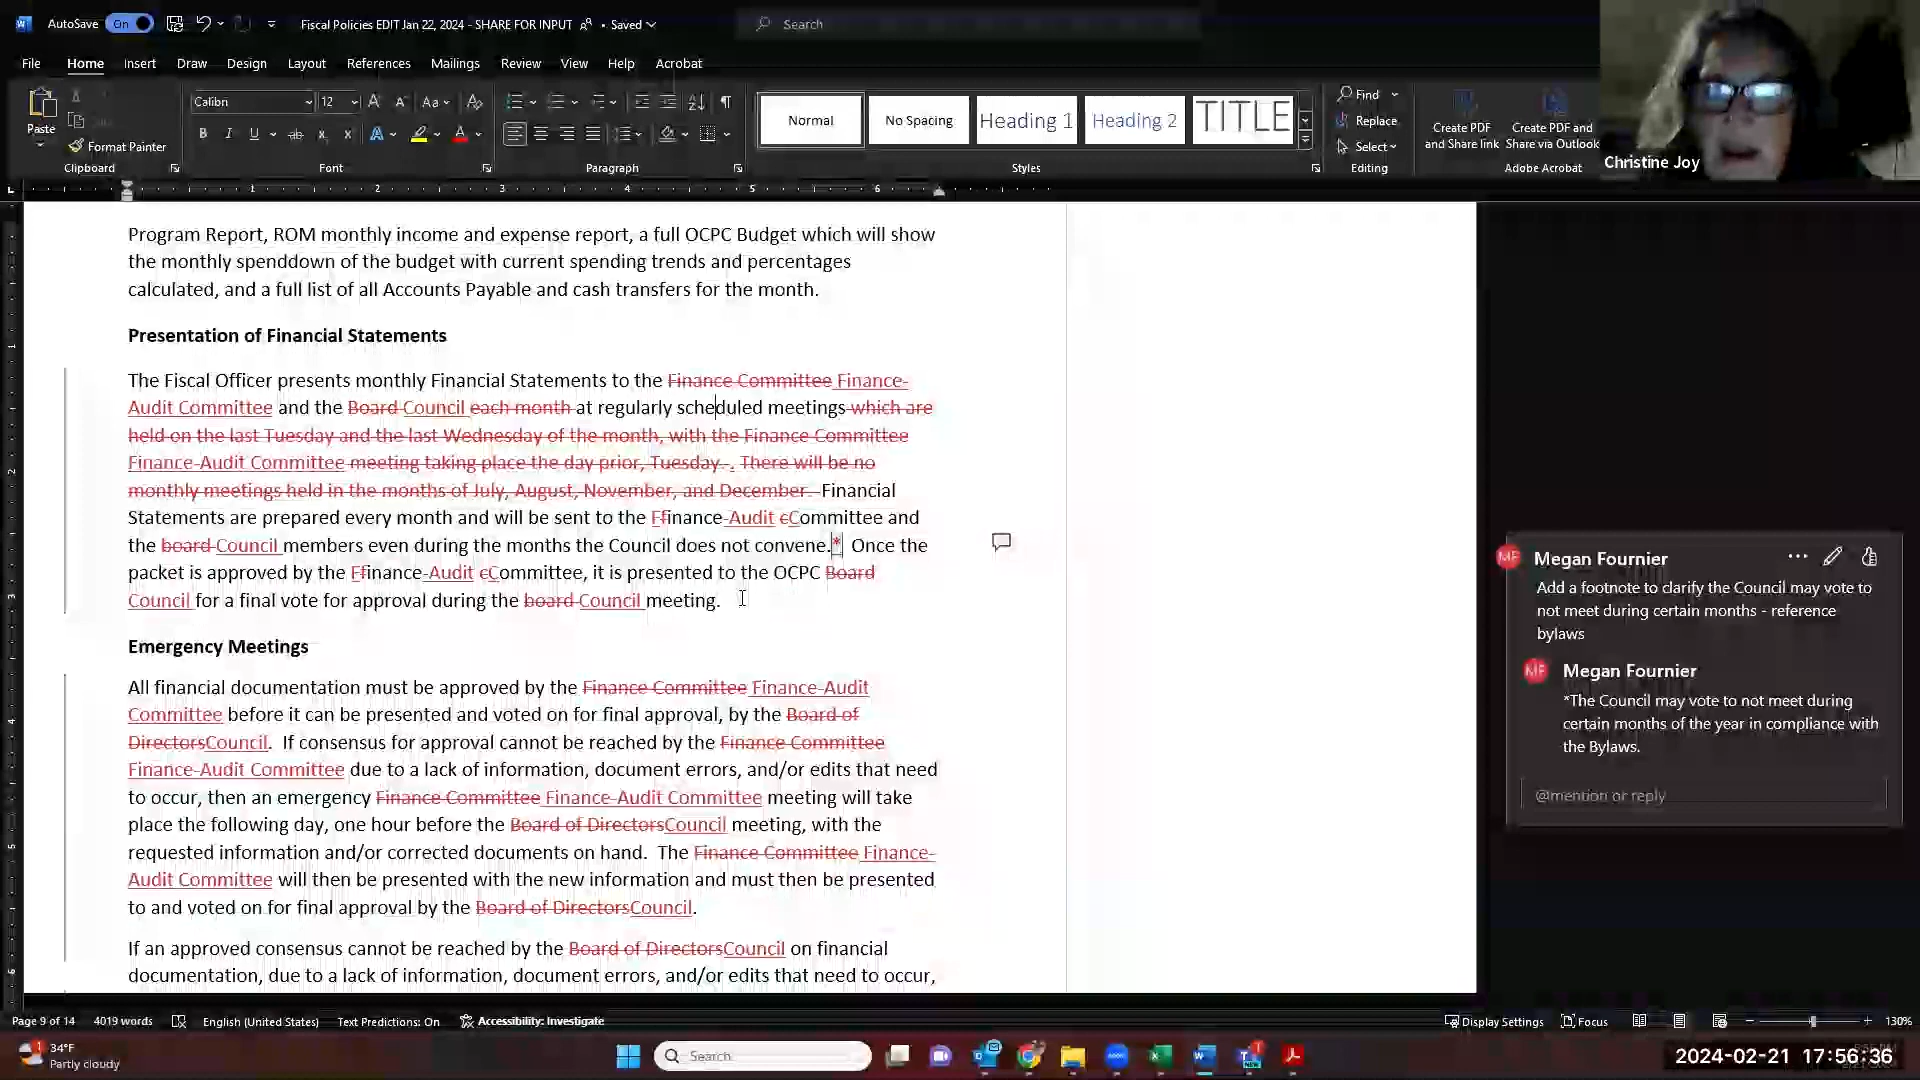 AutoSave On Fiscal Policies EDIT Jan 22, 2024 - SHARE FOR INPUT • Saved Search
File Home Insert Draw Design Layout References Mailings Review View Help Acrobat
Paste
Format Painter
Clipboard
Calibri 12
Font
Paragraph
Normal
No Spacing
Heading 1
Heading 2
TITLE
Styles
Find
Replace
Select
Editing
Create PDF and Share link
Create PDF and Share via Outlook
Adobe Acrobat
Christine Joy
Program Report, ROM monthly income and expense report, a full OCPC Budget which will show
the monthly spenddown of the budget with current spending trends and percentages
calculated, and a full list of all Accounts Payable and cash transfers for the month.
Presentation of Financial Statements
The Fiscal Officer presents monthly Financial Statements to the Finance Committee Finance-
Audit Committee and the Board Council each month at regularly scheduled meetings which are
held on the last Tuesday and the last Wednesday of the month, with the Finance Committee
Finance-Audit Committee meeting taking place the day prior, Tuesday. . There will be no
monthly meetings held in the months of July, August, November, and December. Financial
Statements are prepared every month and will be sent to the Ffinance-Audit cCommittee and
the board Council members even during the months the Council does not convene.* Once the
packet is approved by the Ffinance-Audit cCommittee, it is presented to the OCPC Board
Council for a final vote for approval during the board Council meeting.
Emergency Meetings
All financial documentation must be approved by the Finance Committee Finance-Audit
Committee before it can be presented and voted on for final approval, by the Board of
DirectorsCouncil. If consensus for approval cannot be reached by the Finance Committee
Finance-Audit Committee due to a lack of information, document errors, and/or edits that need
to occur, then an emergency Finance Committee Finance-Audit Committee meeting will take
place the following day, one hour before the Board of DirectorsCouncil meeting, with the
requested information and/or corrected documents on hand. The Finance Committee Finance-
Audit Committee will then be presented with the new information and must then be presented
to and voted on for final approval by the Board of DirectorsCouncil.
If an approved consensus cannot be reached by the Board of DirectorsCouncil on financial
documentation, due to a lack of information, document errors, and/or edits that need to occur,
MF Megan Fournier
Add a footnote to clarify the Council may vote to
not meet during certain months - reference
bylaws
MF Megan Fournier
*The Council may vote to not meet during
certain months of the year in compliance with
the Bylaws.
@mention or reply
Page 9 of 14 4019 words English (United States) Text Predictions: On Accessibility: Investigate Display Settings Focus 130%
34°F
Partly cloudy
Search
2024-02-21 17:56:36